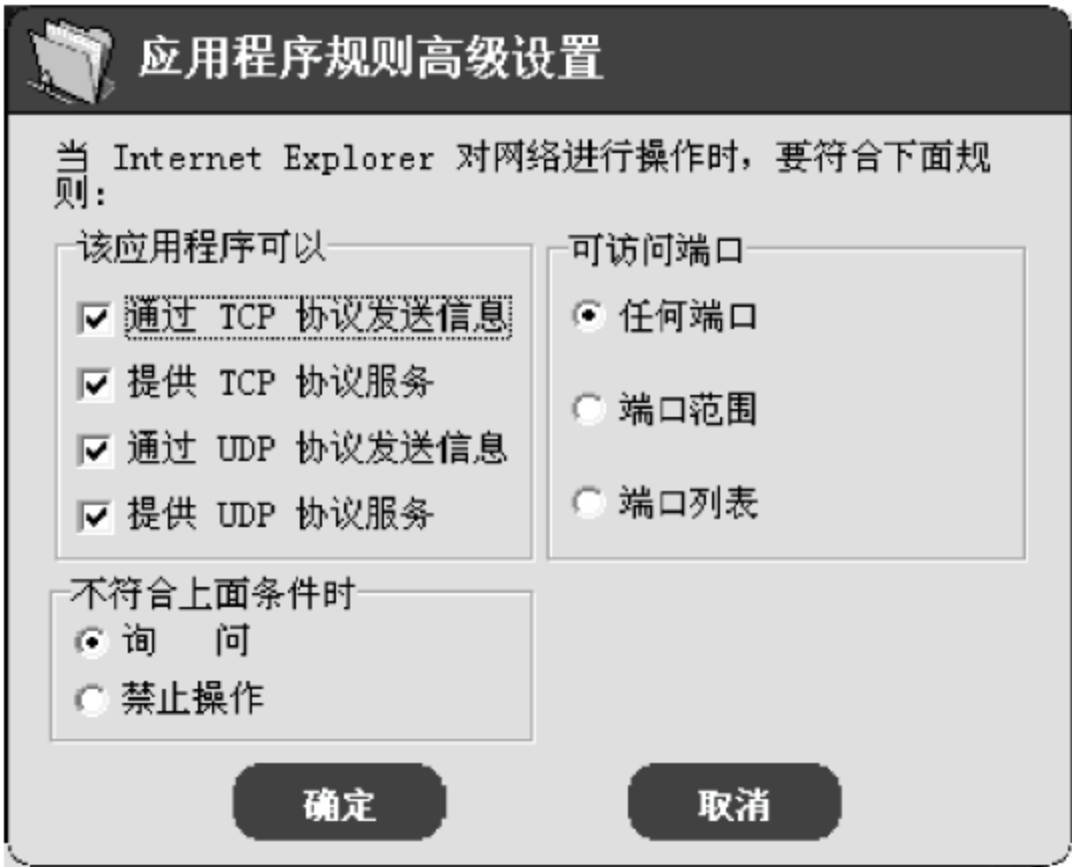 应用程序规则高级设置
当 Internet Explorer 对网络进行操作时，要符合下面规
则：
该应用程序可以
通过 TCP 协议发送信息
提供 TCP 协议服务
通过 UDP 协议发送信息
提供 UDP 协议服务
可访问端口
任何端口
端口范围
端口列表
不符合上面条件时
询 问
禁止操作
确定
取消